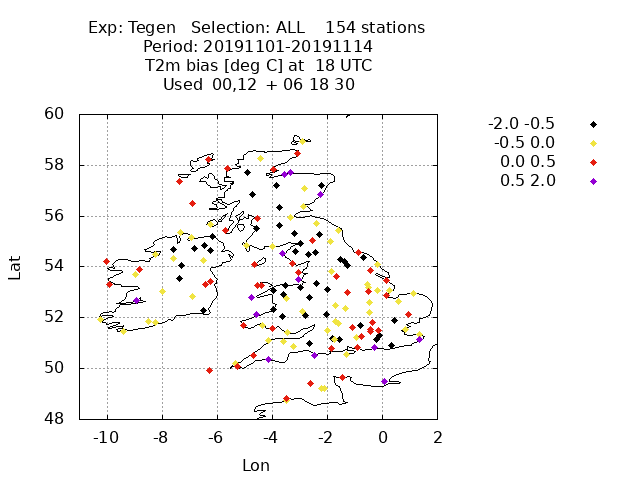 Exp: Tegen   Selection: ALL    154 stations
Period: 20191101-20191114
T2m bias [deg C] at  18 UTC
Used  00,12  + 06 18 30
-2.0 -0.5
-0.5 0.0
0.0 0.5
0.5 2.0
60
58
56
54
52
50
48
Lat
-10 -8 -6 -4 -2 0 2
Lon